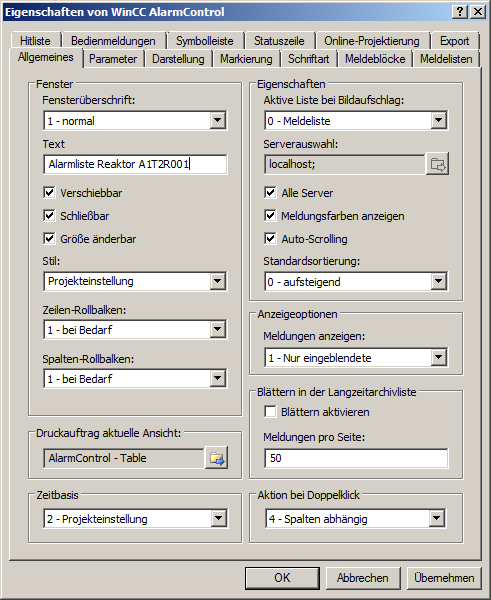 Eigenschaften von WinCC AlarmControl
Hitliste Bedienmeldungen Symbolleiste Statuszeile Online-Projektierung Export
Allgemeines Parameter Darstellung Markierung Schriftart Meldeblöcke Meldelisten
Fenster
Fensterüberschrift:
1 - normal
Text
Alarmliste Reaktor A1T2R001
Verschiebbar
Schließbar
Größe änderbar
Stil:
Projekteinstellung
Zeilen-Rollbalken:
1 - bei Bedarf
Spalten-Rollbalken:
1 - bei Bedarf
Druckauftrag aktuelle Ansicht:
AlarmControl - Table
Zeitbasis
2 - Projekteinstellung
Eigenschaften
Aktive Liste bei Bildaufschlag:
0 - Meldeliste
Serverauswahl:
localhost;
Alle Server
Meldungsfarben anzeigen
Auto-Scrolling
Standardsortierung:
0 - aufsteigend
Anzeigeoptionen
Meldungen anzeigen:
1 - Nur eingeblendete
Blättern in der Langzeitarchivliste
Blättern aktivieren
Meldungen pro Seite:
50
Aktion bei Doppelklick
4 - Spalten abhängig
OK Abbrechen Übernehmen